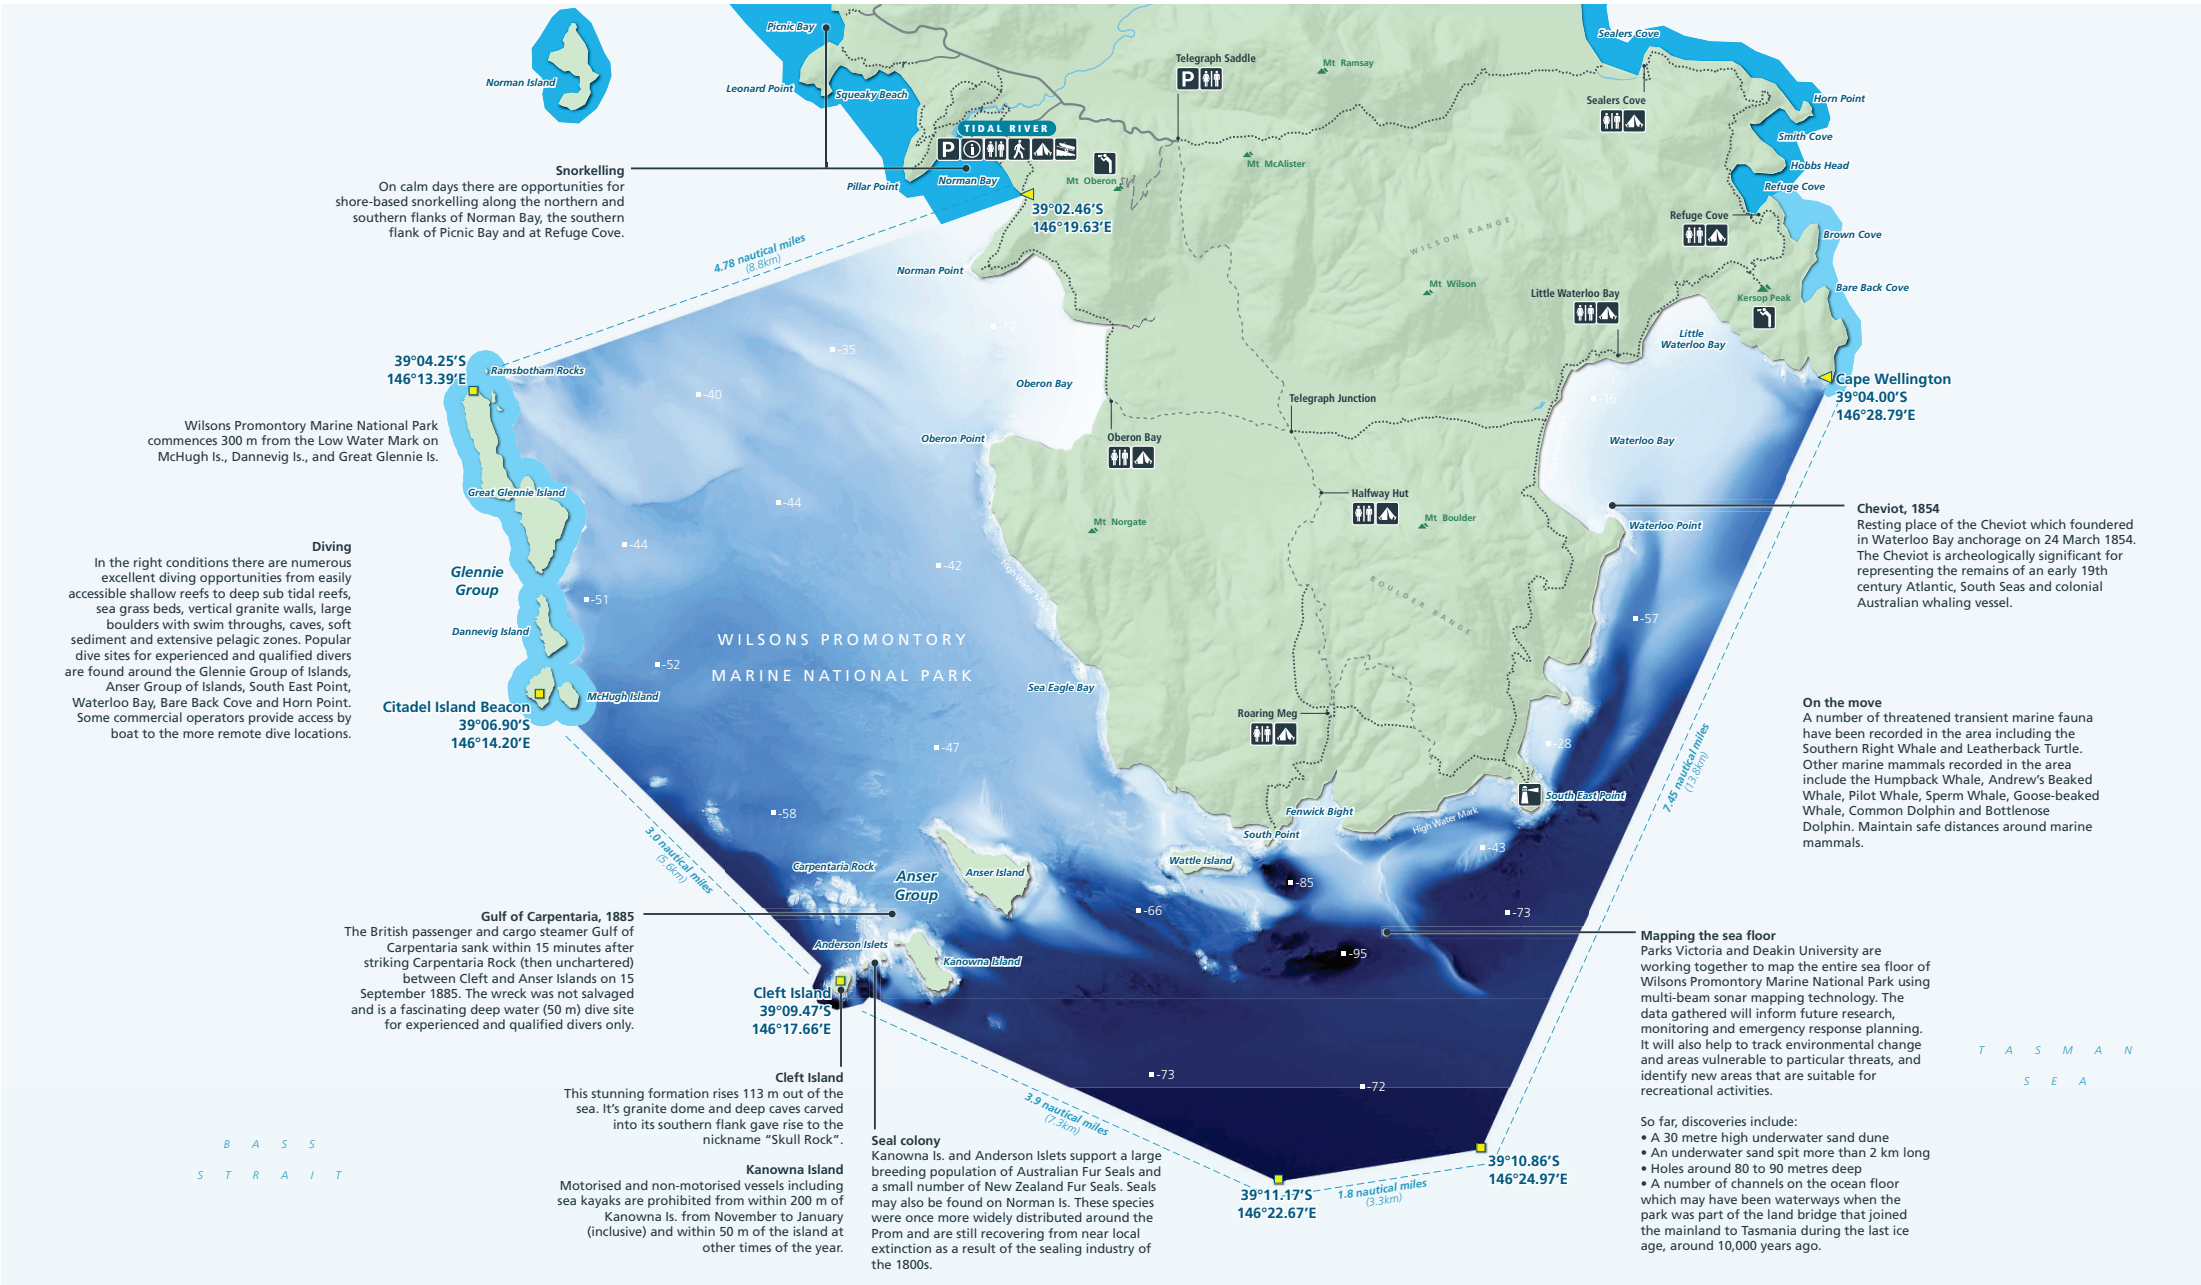 Picnic Bay
Norman Island
Leonard Point
Squeaky Beach
TIDAL RIVER
P
Pillar Point
Norman Bay
Mt Oberon
39°02.46'S
146°19.63'E
Telegraph Saddle
P
Mt Ramsay
Mt McAlister
Sealers Cove
Sealers Cove
Horn Point
Smith Cove
Hobbs Head
Refuge Cove
Refuge Cove
Brown Cove
Bare Back Cove
Kersop Peak
WILSON RANGE
Mt Wilson
Little Waterloo Bay
Little
Waterloo Bay
Snorkelling
On calm days there are opportunities for
shore-based snorkelling along the northern and
southern flanks of Norman Bay, the southern
flank of Picnic Bay and at Refuge Cove.
4.78 nautical miles
(8.8km)
Norman Point
-17
-35
-40
Oberon Bay
Oberon Point
Oberon Bay
Telegraph Junction
-16
Waterloo Bay
Cape Wellington
39°04.00'S
146°28.79'E
39°04.25'S
146°13.39'E
Ramsbotham Rocks
Wilsons Promontory Marine National Park
commences 300 m from the Low Water Mark on
McHugh Is., Dannevig Is., and Great Glennie Is.
Great Glennie Island
-44
-44
-42
-51
-52
Mt Norgate
Halfway Hut
Mt Boulder
BOULDER RANGE
High Water Mark
Waterloo Point
Cheviot, 1854
Resting place of the Cheviot which foundered
in Waterloo Bay anchorage on 24 March 1854.
The Cheviot is archeologically significant for
representing the remains of an early 19th
century Atlantic, South Seas and colonial
Australian whaling vessel.
-57
Diving
In the right conditions there are numerous
excellent diving opportunities from easily
accessible shallow reefs to deep sub tidal reefs,
sea grass beds, vertical granite walls, large
boulders with swim throughs, caves, soft
sediment and extensive pelagic zones. Popular
dive sites for experienced and qualified divers
are found around the Glennie Group of Islands,
Anser Group of Islands, South East Point,
Waterloo Bay, Bare Back Cove and Horn Point.
Some commercial operators provide access by
boat to the more remote dive locations.
Glennie
Group
Dannevig Island
McHugh Island
Citadel Island Beacon
39°06.90'S
146°14.20'E
WILSONS PROMONTORY
MARINE NATIONAL PARK
Sea Eagle Bay
-47
-58
Roaring Meg
-28
South East Point
Fenwick Bight
High Water Mark
South Point
Wattle Island
-43
-85
-73
-66
-95
7.45 nautical miles
(13.8km)
On the move
A number of threatened transient marine fauna
have been recorded in the area including the
Southern Right Whale and Leatherback Turtle.
Other marine mammals recorded in the area
include the Humpback Whale, Andrew's Beaked
Whale, Pilot Whale, Sperm Whale, Goose-beaked
Whale, Common Dolphin and Bottlenose
Dolphin. Maintain safe distances around marine
mammals.
3.0 nautical miles
(5.6km)
Carpentaria Rock
Anser
Group
Anser Island
Anderson Islets
Kanowna Island
Gulf of Carpentaria, 1885
The British passenger and cargo steamer Gulf of
Carpentaria sank within 15 minutes after
striking Carpentaria Rock (then unchartered)
between Cleft and Anser Islands on 15
September 1885. The wreck was not salvaged
and is a fascinating deep water (50 m) dive site
for experienced and qualified divers only.
Cleft Island
39°09.47'S
146°17.66'E
Cleft Island
This stunning formation rises 113 m out of the
sea. It's granite dome and deep caves carved
into its southern flank gave rise to the
nickname “Skull Rock”.
Kanowna Island
Motorised and non-motorised vessels including
sea kayaks are prohibited from within 200 m of
Kanowna Is. from November to January
(inclusive) and within 50 m of the island at
other times of the year.
Seal colony
Kanowna Is. and Anderson Islets support a large
breeding population of Australian Fur Seals and
a small number of New Zealand Fur Seals. Seals
may also be found on Norman Is. These species
were once more widely distributed around the
Prom and are still recovering from near local
extinction as a result of the sealing industry of
the 1800s.
-73
-72
3.9 nautical miles
(7.3km)
39°11.17'S
146°22.67'E
1.8 nautical miles
(3.3km)
39°10.86'S
146°24.97'E
Mapping the sea floor
Parks Victoria and Deakin University are
working together to map the entire sea floor of
Wilsons Promontory Marine National Park using
multi-beam sonar mapping technology. The
data gathered will inform future research,
monitoring and emergency response planning.
It will also help to track environmental change
and areas vulnerable to particular threats, and
identify new areas that are suitable for
recreational activities.
So far, discoveries include:
• A 30 metre high underwater sand dune
• An underwater sand spit more than 2 km long
• Holes around 80 to 90 metres deep
• A number of channels on the ocean floor
which may have been waterways when the
park was part of the land bridge that joined
the mainland to Tasmania during the last ice
age, around 10,000 years ago.
BASS
STRAIT
TASMAN
SEA